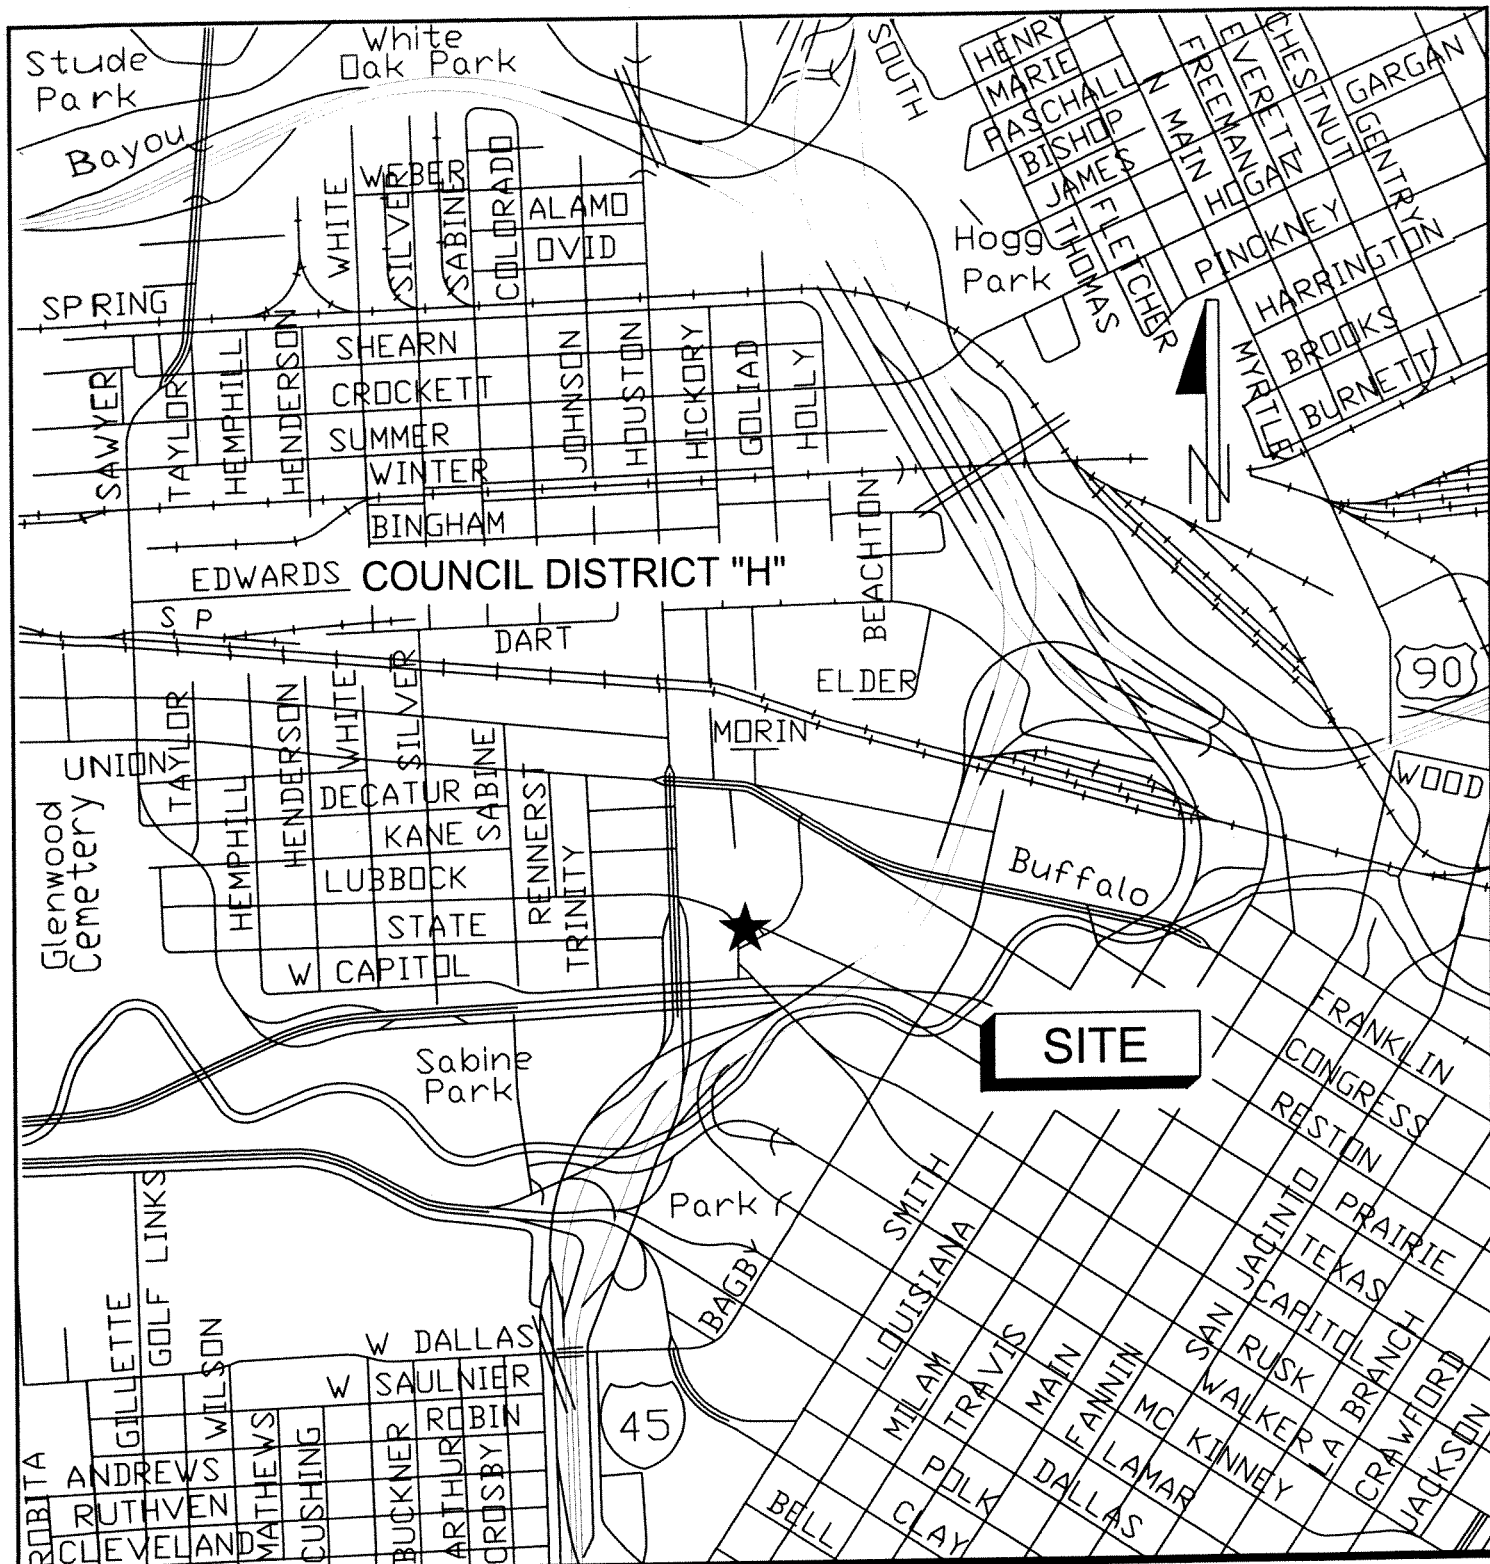 Stude
Park
White
Oak Park
Bayou
SOUTH
HENR
MARIE
PASCHALL
BISHOP
JAMES
THOMAS
FLETCHER
N MAIN
HOGAN
FREEMAN
EVERETT
CHESTNUT
GENTRY
GARGAN
PINCKNEY
HARRINGTON
BROOKS
BURNETT
MYRTLE
Hogg
Park
WEBER
WHITE
SILVER
SABINE
COLORADO
ALAMO
OVID
SPRING
SHEARN
CROCKETT
SUMMER
WINTER
BINGHAM
SAWYER
TAYLOR
HEMPHILL
HENDERSON
JOHNSON
HOUSTON
HICKORY
GOLIAD
HOLLY
BEACHTON
N
EDWARDS
COUNCIL DISTRICT "H"
S P
DART
ELDER
MORIN
90
WOOD
UNION
TAYLOR
HEMPHILL
HENDERSON
WHITE
SILVER
SABINE
RENNERST
TRINITY
DECATUR
KANE
LUBBOCK
STATE
W CAPITOL
Glenwood
Cemetery
Buffalo
SITE
Sabine
Park
Park
FRANKLIN
CONGRESS
RESTON
PRAIRIE
TEXAS
CAPITOL
RUSK
WALKER
MC KINNEY
LAMAR
DALLAS
POLK
CLAY
BELL
BAGB
SMITH
LOUISIANA
MILAM
TRAVIS
MAIN
FANNIN
SAN JACINTO
LA BRANCH
CRAWFORD
JACKSON
GOLF LINKS
GILLETTE
WILSON
W DALLAS
W SAULNIER
ROBIN
45
MATHEWS
CUSHING
BUCKNER
ARTHUR
CROSBY
ROBITA
ANDREWS
RUTHVEN
CLEVELAND